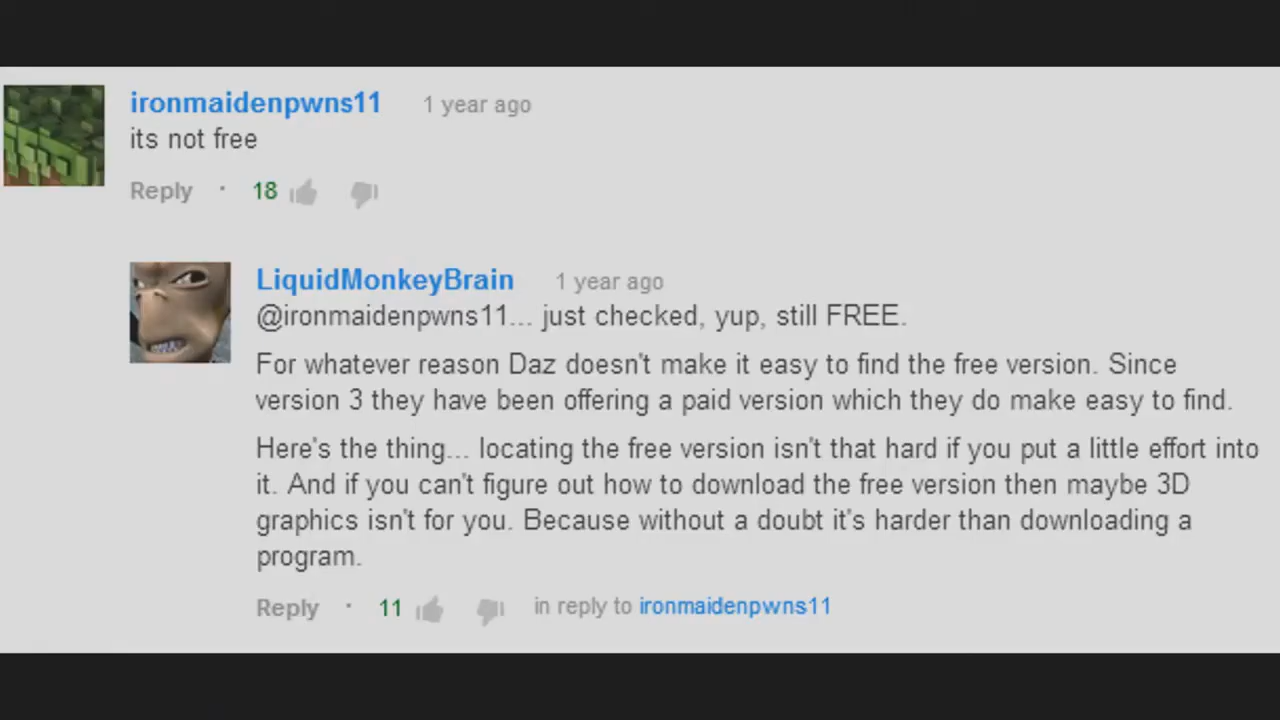 ironmaidenpwns11 1 year ago
its not free
Reply · 18
LiquidMonkeyBrain 1 year ago
@ironmaidenpwns11... just checked, yup, still FREE.
For whatever reason Daz doesn't make it easy to find the free version. Since
version 3 they have been offering a paid version which they do make easy to find.
Here's the thing... locating the free version isn't that hard if you put a little effort into
it. And if you can't figure out how to download the free version then maybe 3D
graphics isn't for you. Because without a doubt it's harder than downloading a
program.
Reply · 11 in reply to ironmaidenpwns11